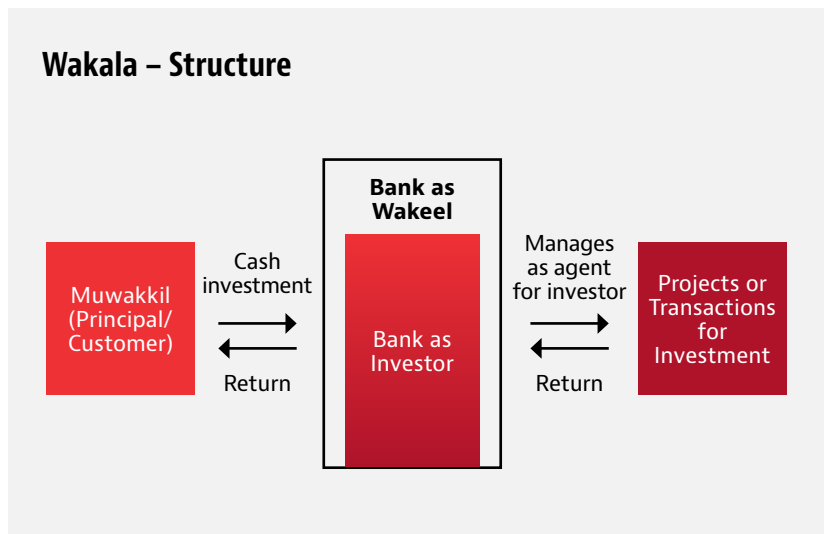 Wakala – Structure
Bank as
Wakeel
Muwakkil
(Principal/
Customer)
Cash
investment
Return
Bank as
Investor
Manages
as agent
for investor
Return
Projects or
Transactions
for
Investment